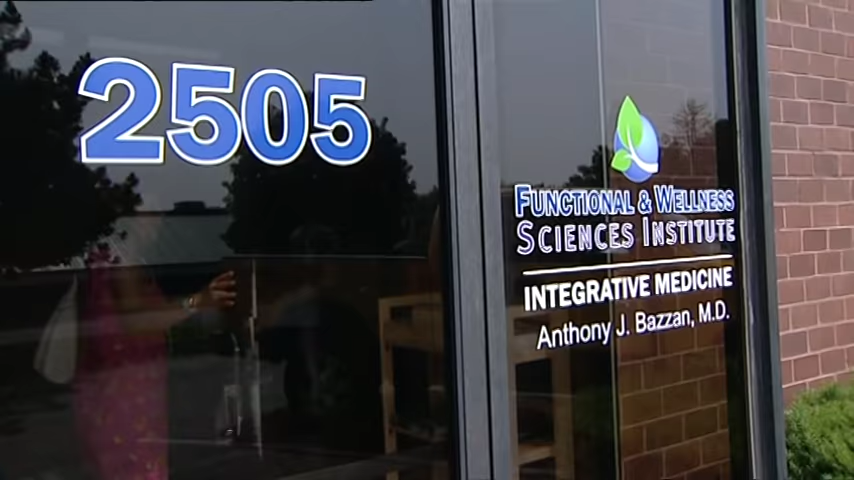 2505
FUNCTIONAL & WELLNESS
SCIENCES INSTITUTE
INTEGRATIVE MEDICINE
Anthony J. Bazzan, M.D.